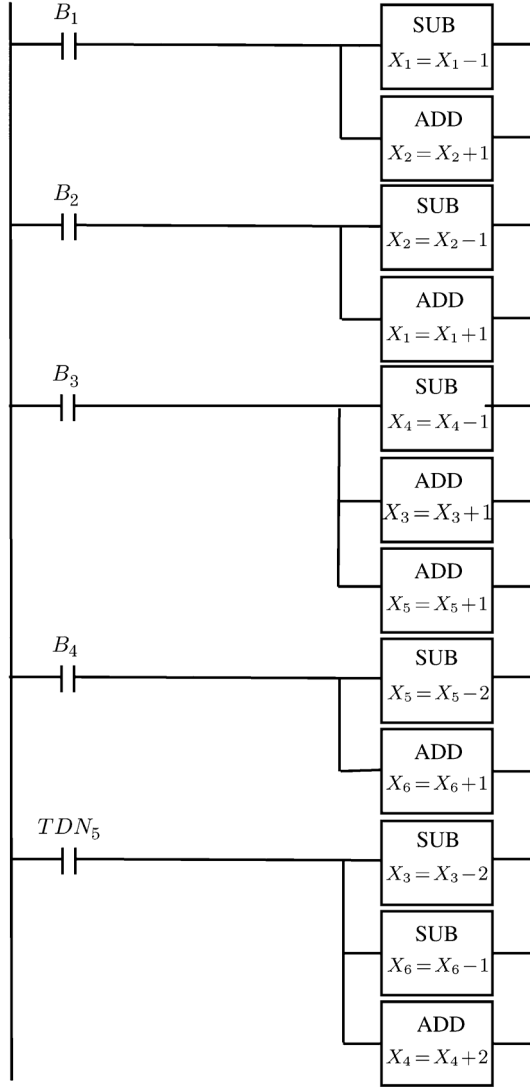 B₁
SUB
X₁ = X₁ − 1
ADD
X₂ = X₂ + 1
B₂
SUB
X₂ = X₂ − 1
ADD
X₁ = X₁ + 1
B₃
SUB
X₄ = X₄ − 1
ADD
X₃ = X₃ + 1
ADD
X₅ = X₅ + 1
B₄
SUB
X₅ = X₅ − 2
ADD
X₆ = X₆ + 1
TDN₅
SUB
X₃ = X₃ − 2
SUB
X₆ = X₆ − 1
ADD
X₄ = X₄ + 2